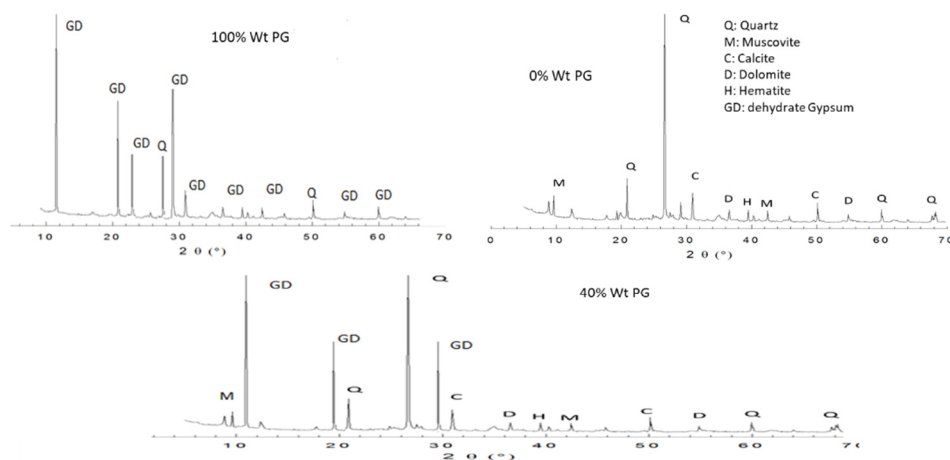 GD
100% Wt PG
GD
GD
GD
Q
GD
GD
GD
Q
GD
GD
10 20 30 40 50 60 70
2 θ (°)
Q
0% Wt PG
Q: Quartz
M: Muscovite
C: Calcite
D: Dolomite
H: Hematite
GD: dehydrate Gypsum
M
Q
C
D
H
M
C
D
Q
Q
0 10 20 30 40 50 60 70
2 θ (°)
GD
Q
40% Wt PG
M
GD
Q
GD
C
D
H
M
C
D
Q
Q
20 30 40 50 60
2 θ (°)